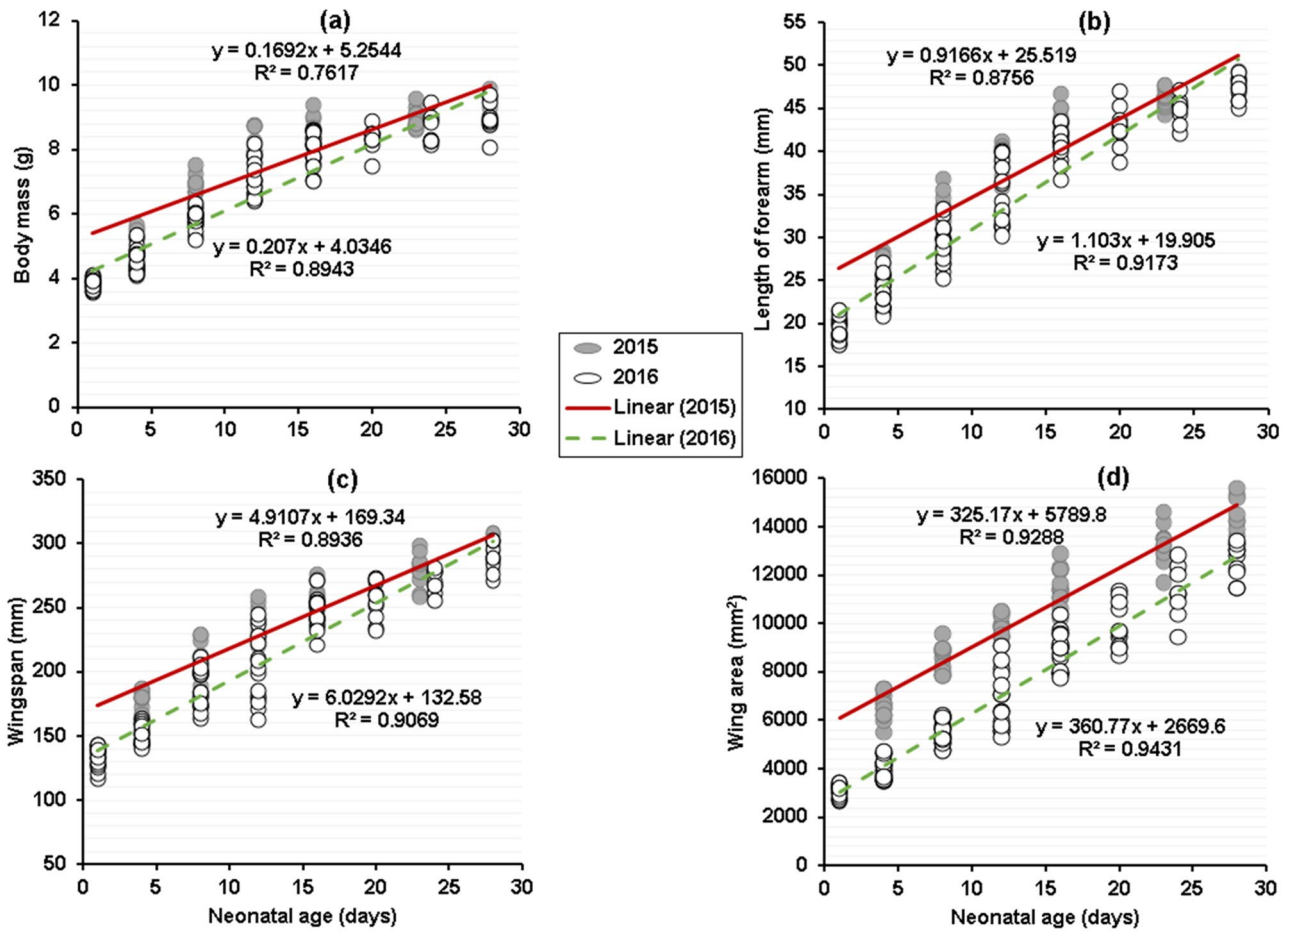 (a)
y = 0.1692x + 5.2544
R² = 0.7617
y = 0.207x + 4.0346
R² = 0.8943
Body mass (g)
12
10
8
6
4
2
0
0 5 10 15 20 25 30
(b)
y = 0.9166x + 25.519
R² = 0.8756
y = 1.103x + 19.905
R² = 0.9173
Length of forearm (mm)
55
50
45
40
35
30
25
20
15
10
0 5 10 15 20 25 30
2015
2016
Linear (2015)
Linear (2016)
(c)
y = 4.9107x + 169.34
R² = 0.8936
y = 6.0292x + 132.58
R² = 0.9069
Wingspan (mm)
350
300
250
200
150
100
50
0 5 10 15 20 25 30
Neonatal age (days)
(d)
y = 325.17x + 5789.8
R² = 0.9288
y = 360.77x + 2669.6
R² = 0.9431
Wing area (mm²)
16000
14000
12000
10000
8000
6000
4000
2000
0
0 5 10 15 20 25 30
Neonatal age (days)